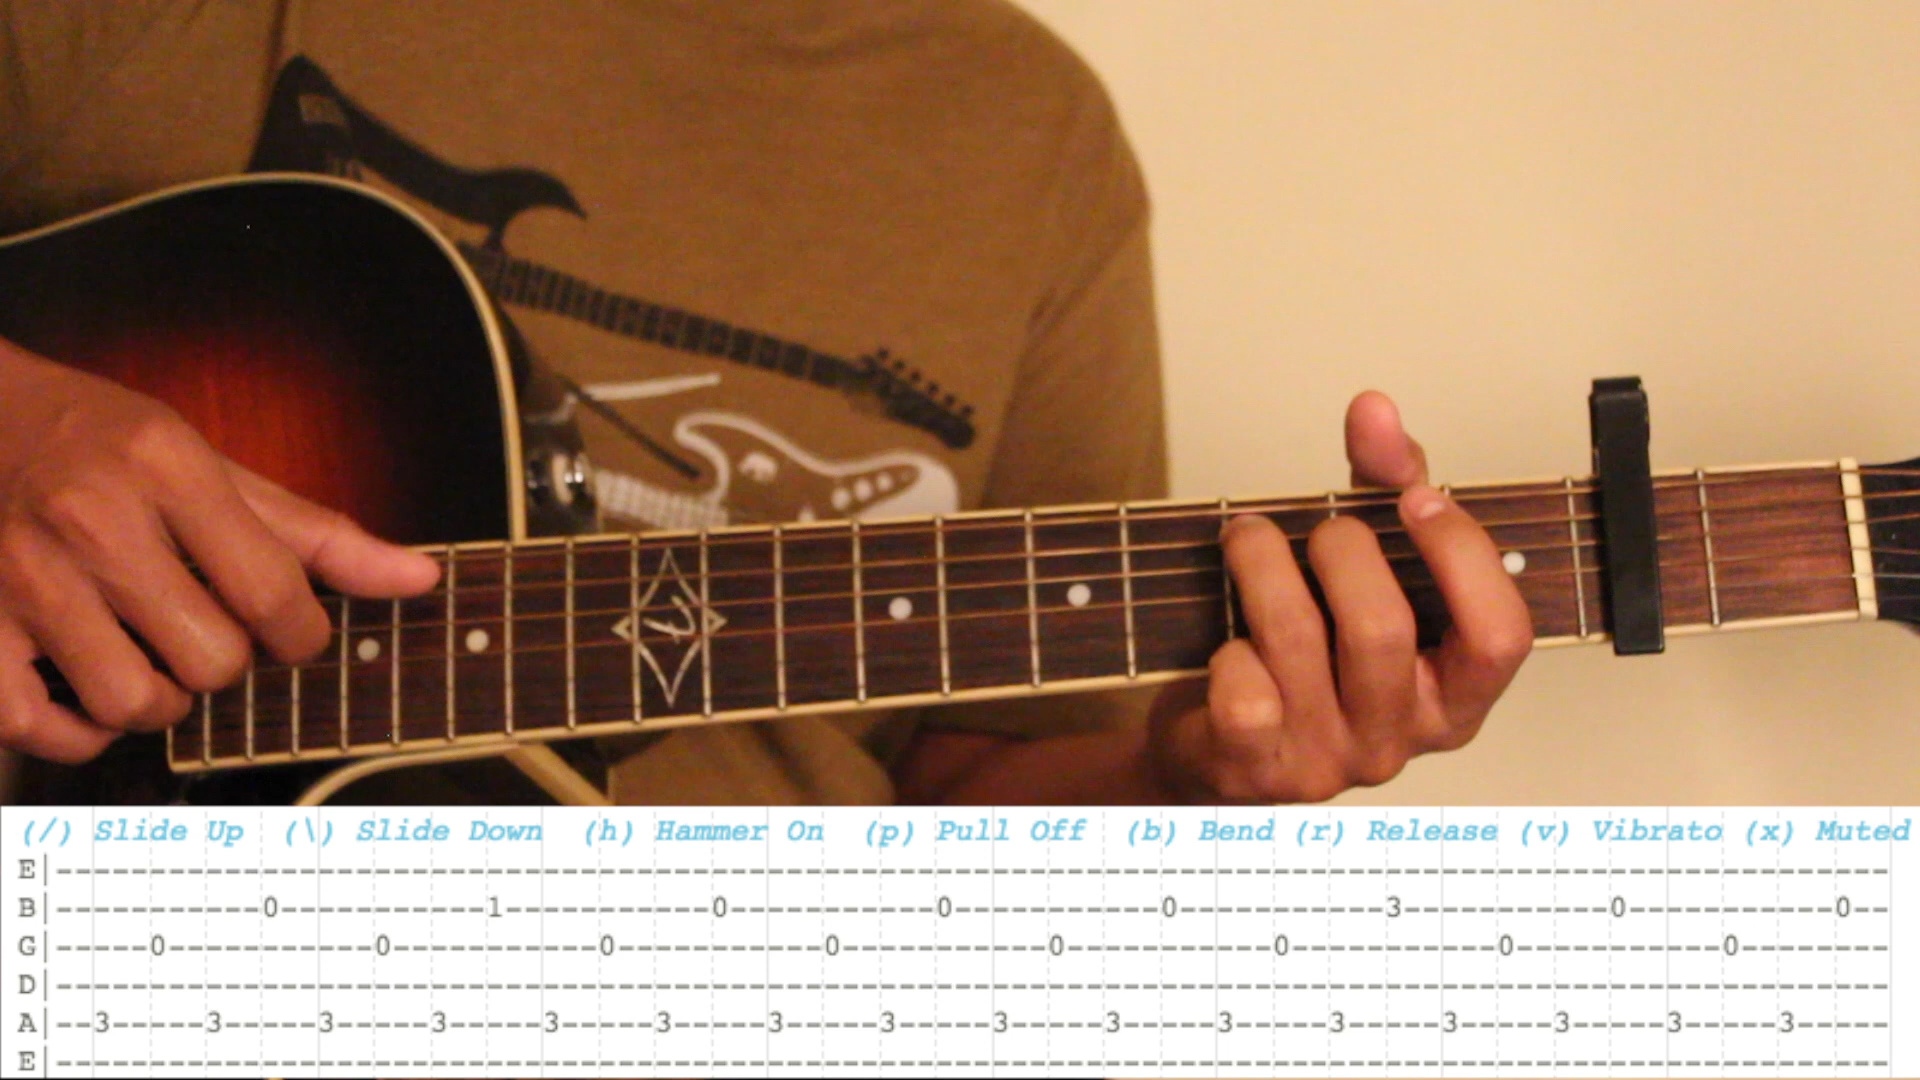 (/) Slide Up (\) Slide Down (h) Hammer On (p) Pull Off (b) Bend (r) Release (v) Vibrato (x) Muted
E|--------------------------------------------------------------------------------------------------
B|-----------0-----------1-----------0-----------0-----------0-----------3-----------0-----------0--
G|-----0-----------0-----------0-----------0-----------0-----------0-----------0-----------0--------
D|--------------------------------------------------------------------------------------------------
A|--3-----3-----3-----3-----3-----3-----3-----3-----3-----3-----3-----3-----3-----3-----3-----3-----
E|--------------------------------------------------------------------------------------------------